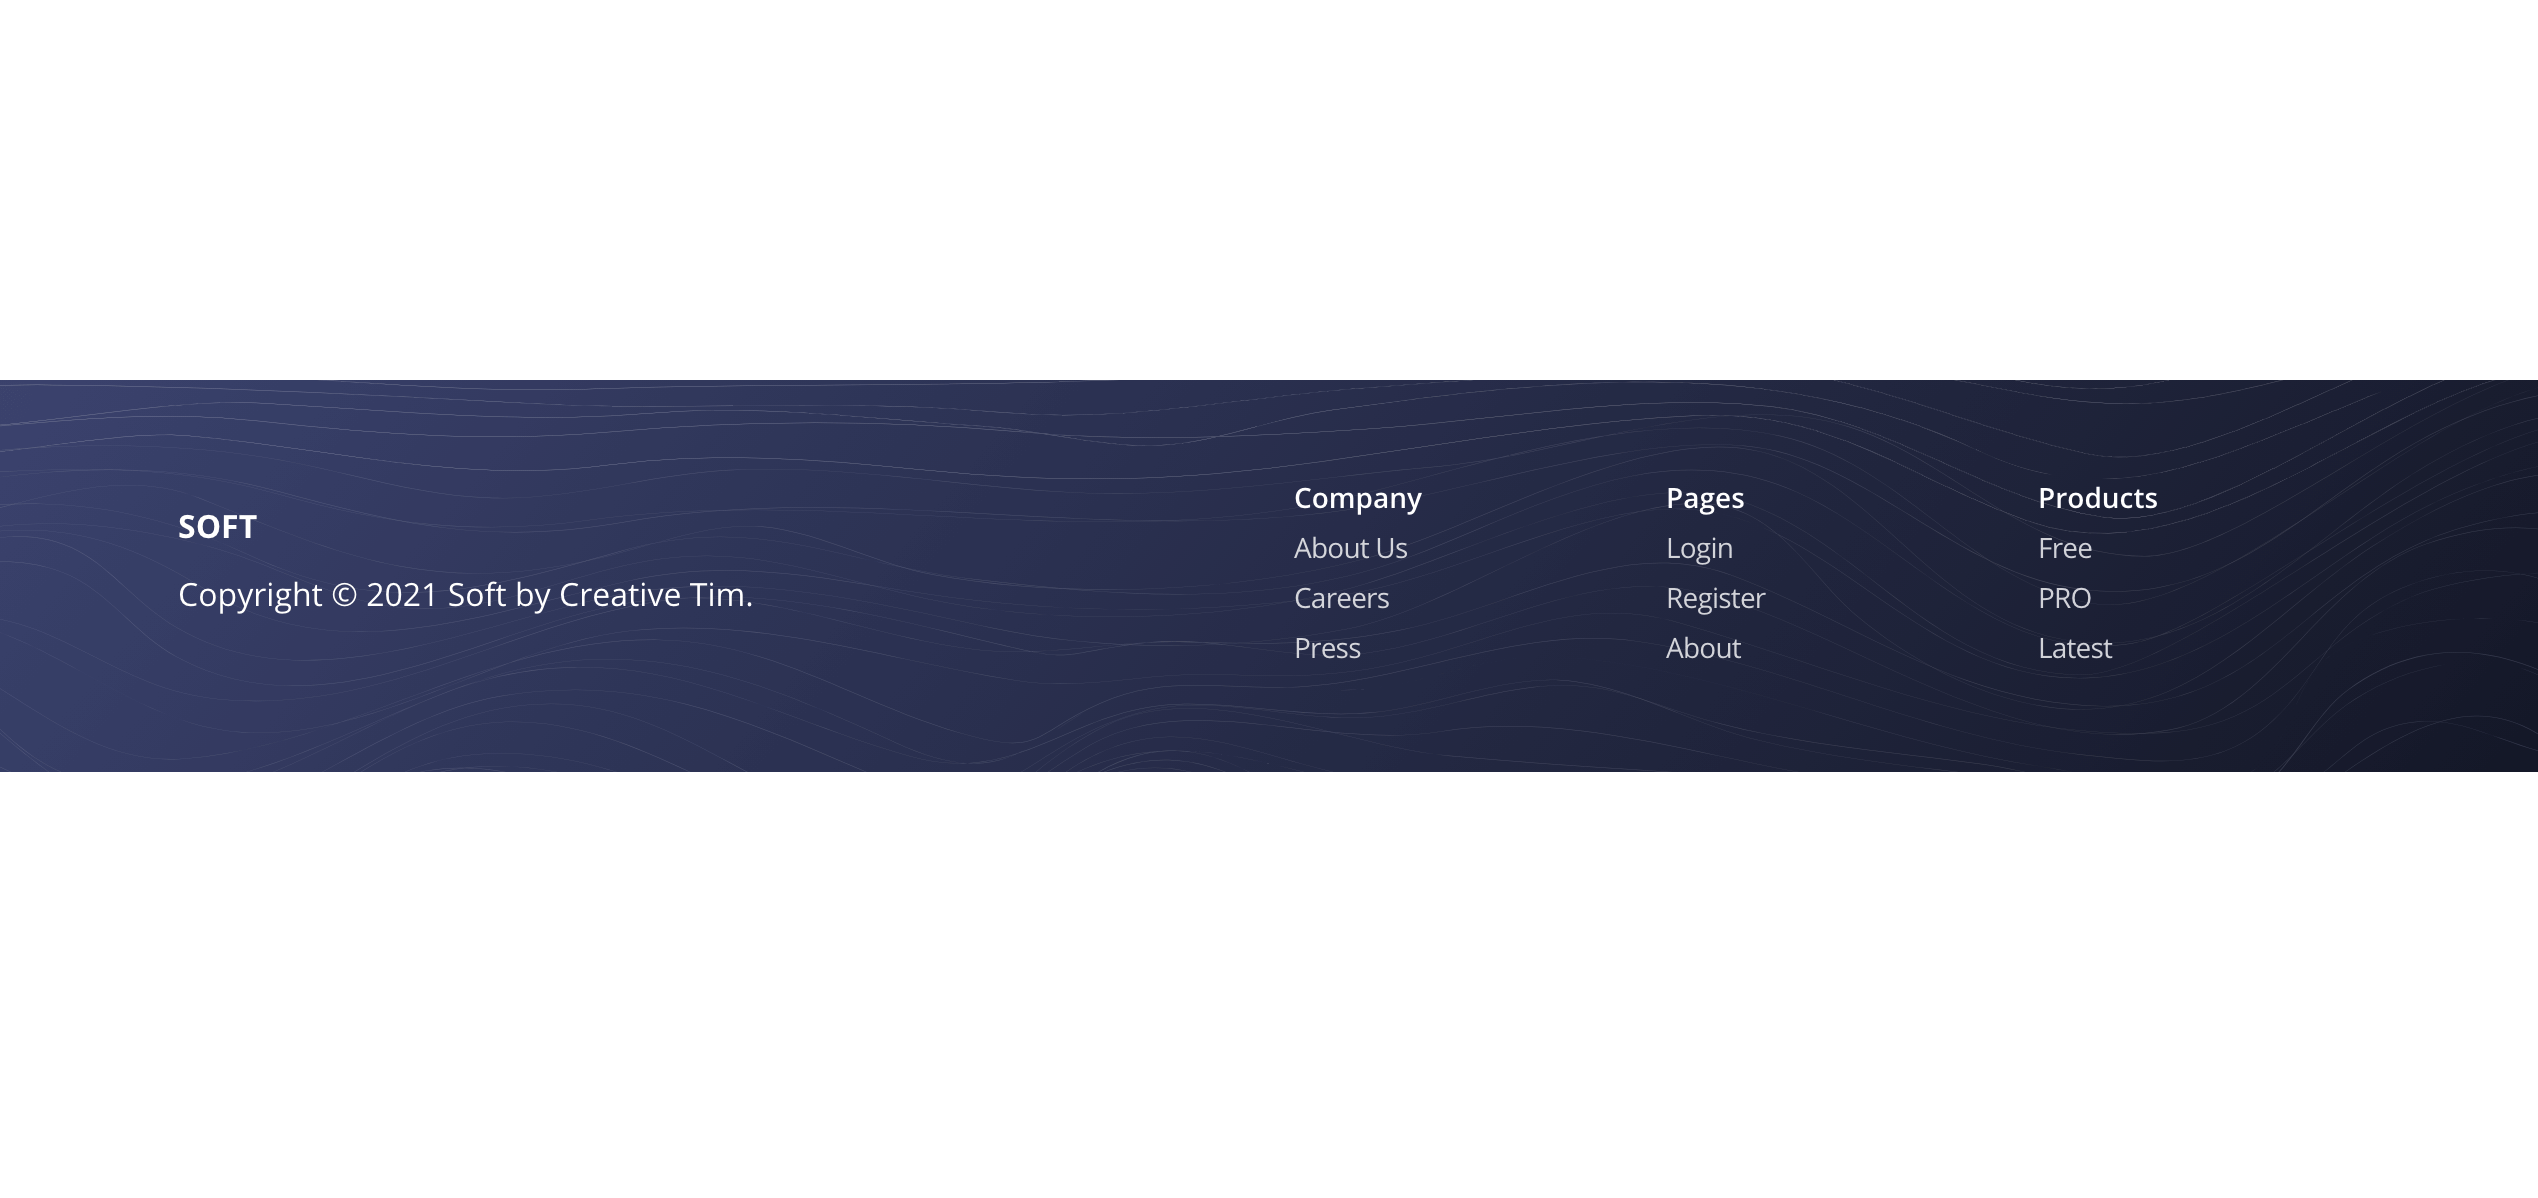 SOFT
Copyright © 2021 Soft by Creative Tim.
Company
About Us
Careers
Press
Pages
Login
Register
About
Products
Free
PRO
Latest